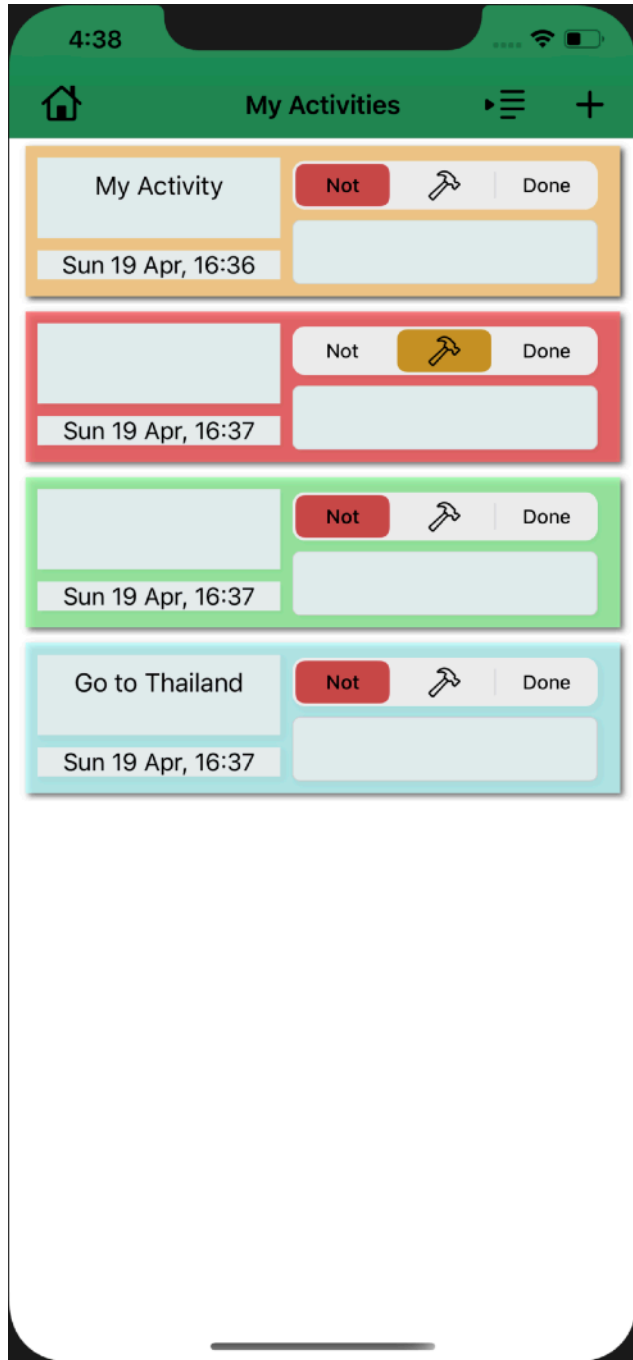 4:38
My Activities
My Activity
Not
Done
Sun 19 Apr, 16:36
Not
Done
Sun 19 Apr, 16:37
Not
Done
Sun 19 Apr, 16:37
Go to Thailand
Not
Done
Sun 19 Apr, 16:37